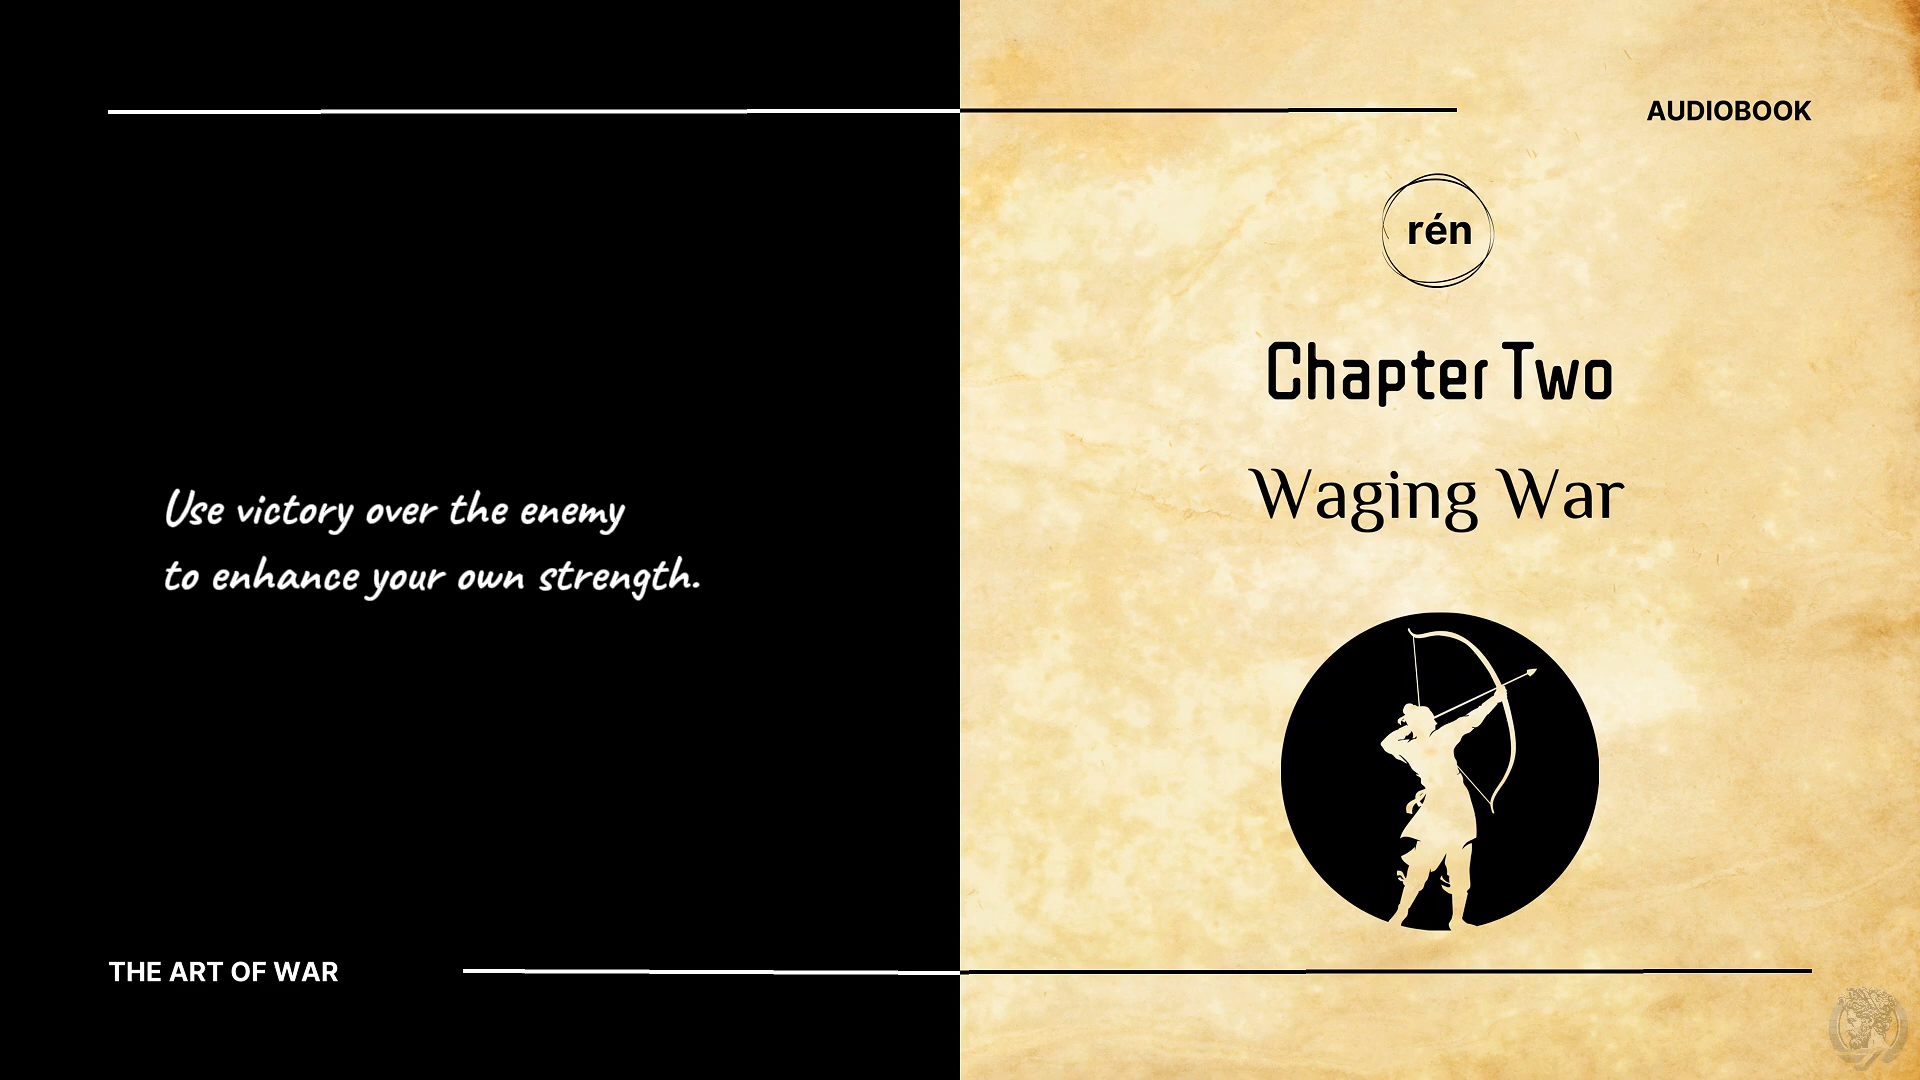 Use victory over the enemy
to enhance your own strength.
THE ART OF WAR
AUDIOBOOK
rén
Chapter Two
Waging War